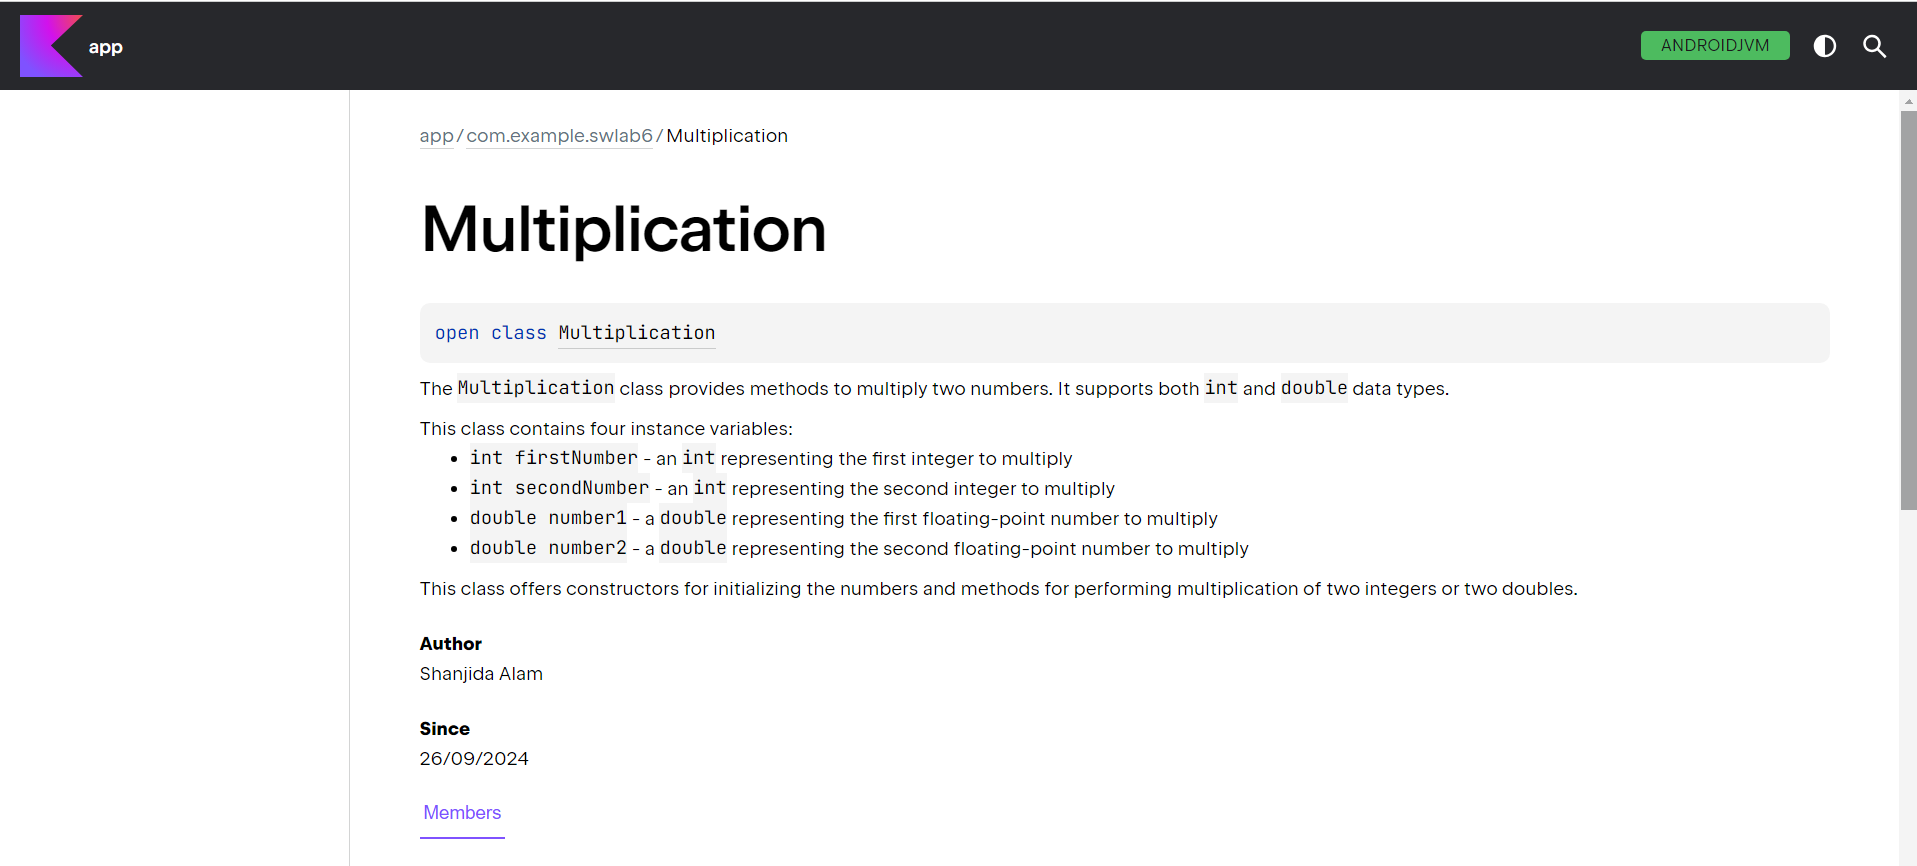 app
ANDROIDJVM
app/com.example.swlab6/Multiplication
Multiplication
open class Multiplication
The Multiplication class provides methods to multiply two numbers. It supports both int and double data types.
This class contains four instance variables:
• int firstNumber - an int representing the first integer to multiply
• int secondNumber - an int representing the second integer to multiply
• double number1 - a double representing the first floating-point number to multiply
• double number2 - a double representing the second floating-point number to multiply
This class offers constructors for initializing the numbers and methods for performing multiplication of two integers or two doubles.
Author
Shanjida Alam
Since
26/09/2024
Members